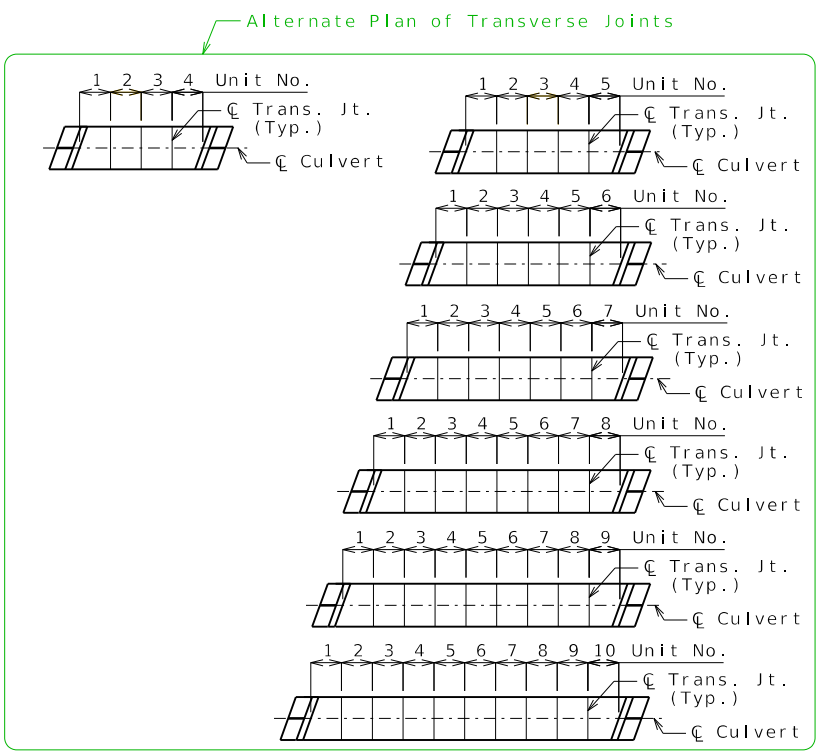 Alternate Plan of Transverse Joints
1 2 3 4 Unit No.
℄ Trans. Jt.
(Typ.)
℄ Culvert
1 2 3 4 5 Unit No.
℄ Trans. Jt.
(Typ.)
℄ Culvert
1 2 3 4 5 6 Unit No.
℄ Trans. Jt.
(Typ.)
℄ Culvert
1 2 3 4 5 6 7 Unit No.
℄ Trans. Jt.
(Typ.)
℄ Culvert
1 2 3 4 5 6 7 8 Unit No.
℄ Trans. Jt.
(Typ.)
℄ Culvert
1 2 3 4 5 6 7 8 9 Unit No.
℄ Trans. Jt.
(Typ.)
℄ Culvert
1 2 3 4 5 6 7 8 9 10 Unit No.
℄ Trans. Jt.
(Typ.)
℄ Culvert